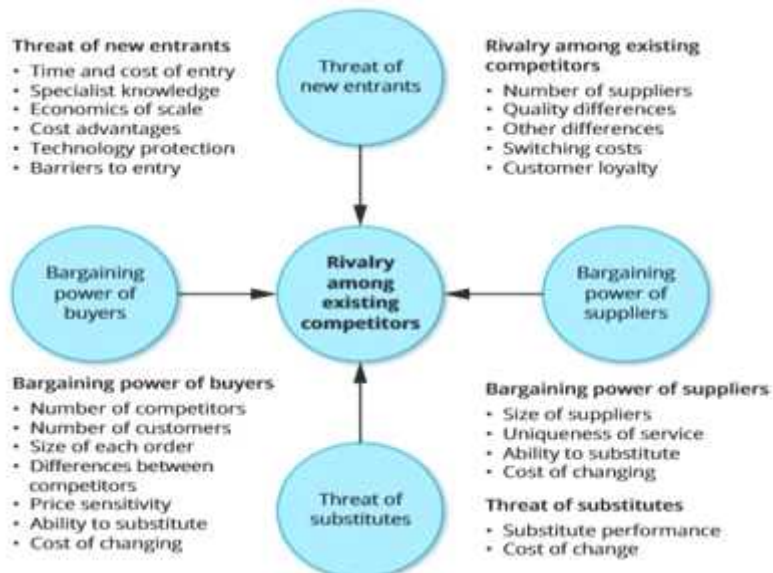 Threat of new entrants
• Time and cost of entry
• Specialist knowledge
• Economics of scale
• Cost advantages
• Technology protection
• Barriers to entry
Threat of
new entrants
Rivalry among existing
competitors
• Number of suppliers
• Quality differences
• Other differences
• Switching costs
• Customer loyalty
Bargaining
power of
buyers
Rivalry
among
existing
competitors
Bargaining
power of
suppliers
Bargaining power of buyers
• Number of competitors
• Number of customers
• Size of each order
• Differences between
competitors
• Price sensitivity
• Ability to substitute
• Cost of changing
Threat of
substitutes
Bargaining power of suppliers
• Size of suppliers
• Uniqueness of service
• Ability to substitute
• Cost of changing
Threat of substitutes
• Substitute performance
• Cost of change